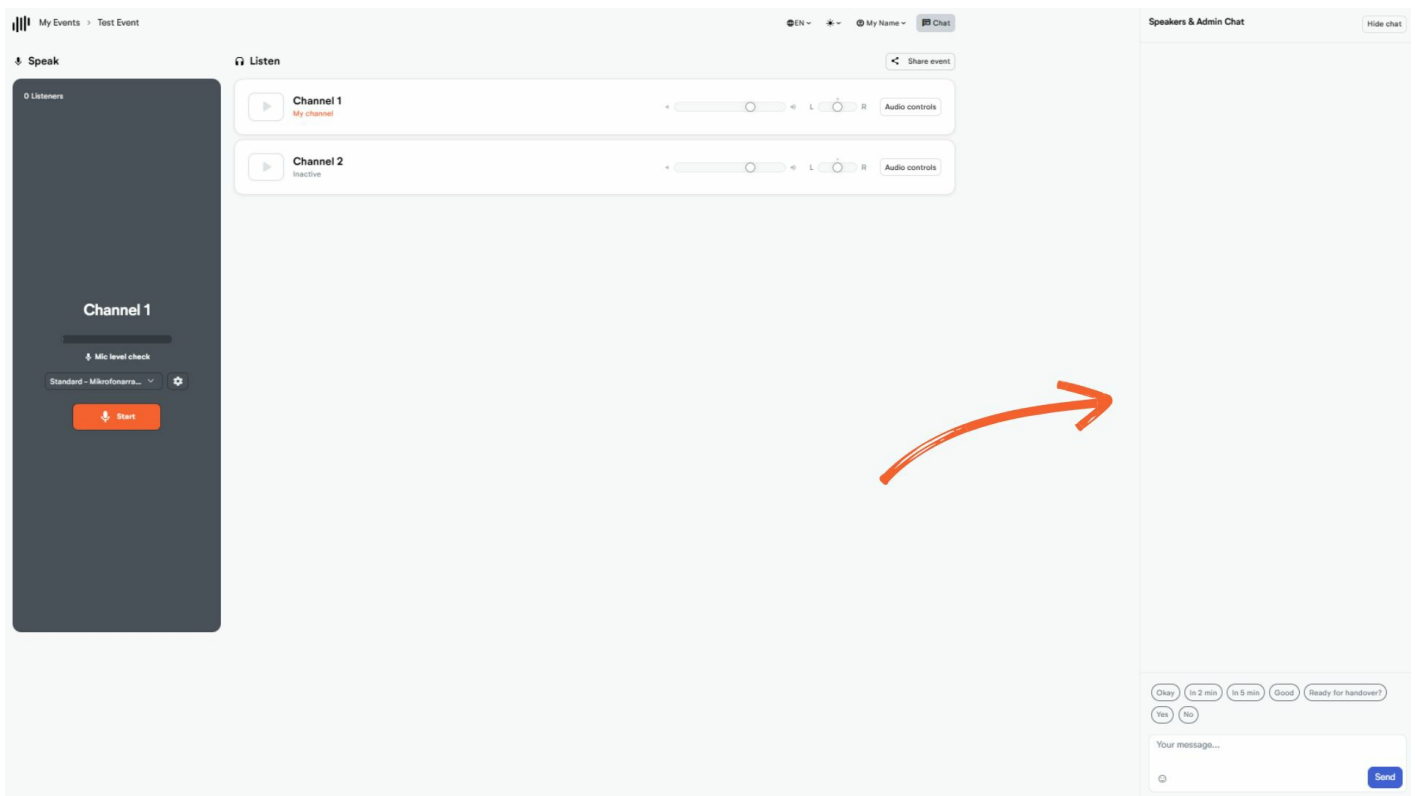 My Events > Test Event
EN
My Name
Chat
Speak
0 Listeners
Channel 1
Mic level check
Standard - Mikrofonarra...
Start
Listen
Share event
Channel 1
My channel
L R
Audio controls
Channel 2
Inactive
L R
Audio controls
Speakers & Admin Chat
Hide chat
Okay In 2 min In 5 min Good Ready for handover?
Yes No
Your message...
Send